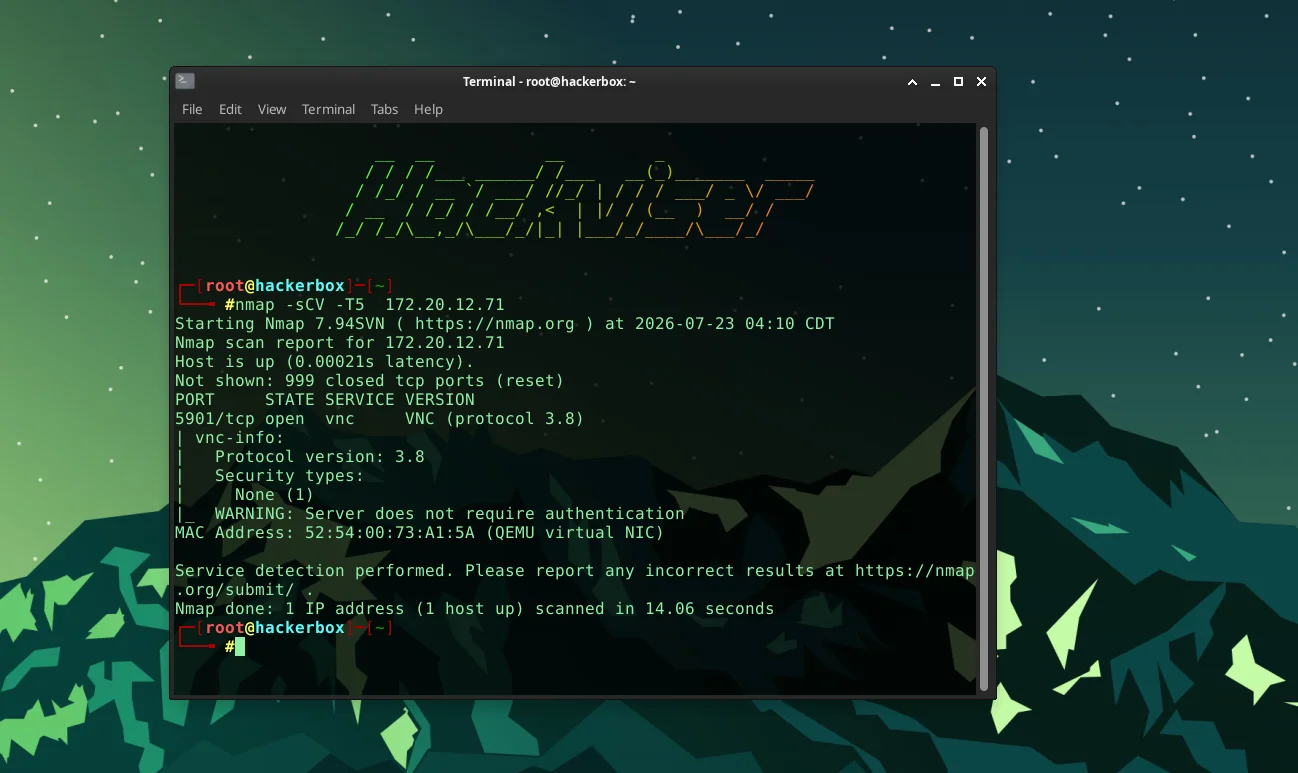 Terminal - root@hackerbox: ~
File Edit View Terminal Tabs Help
Hackviser
[root@hackerbox]-[~]
#nmap -sCV -T5  172.20.12.71
Starting Nmap 7.94SVN ( https://nmap.org ) at 2026-07-23 04:10 CDT
Nmap scan report for 172.20.12.71
Host is up (0.00021s latency).
Not shown: 999 closed tcp ports (reset)
PORT     STATE SERVICE VERSION
5901/tcp open  vnc     VNC (protocol 3.8)
| vnc-info:
|   Protocol version: 3.8
|   Security types:
|     None (1)
|_  WARNING: Server does not require authentication
MAC Address: 52:54:00:73:A1:5A (QEMU virtual NIC)
Service detection performed. Please report any incorrect results at https://nmap
.org/submit/ .
Nmap done: 1 IP address (1 host up) scanned in 14.06 seconds
[root@hackerbox]-[~]
#